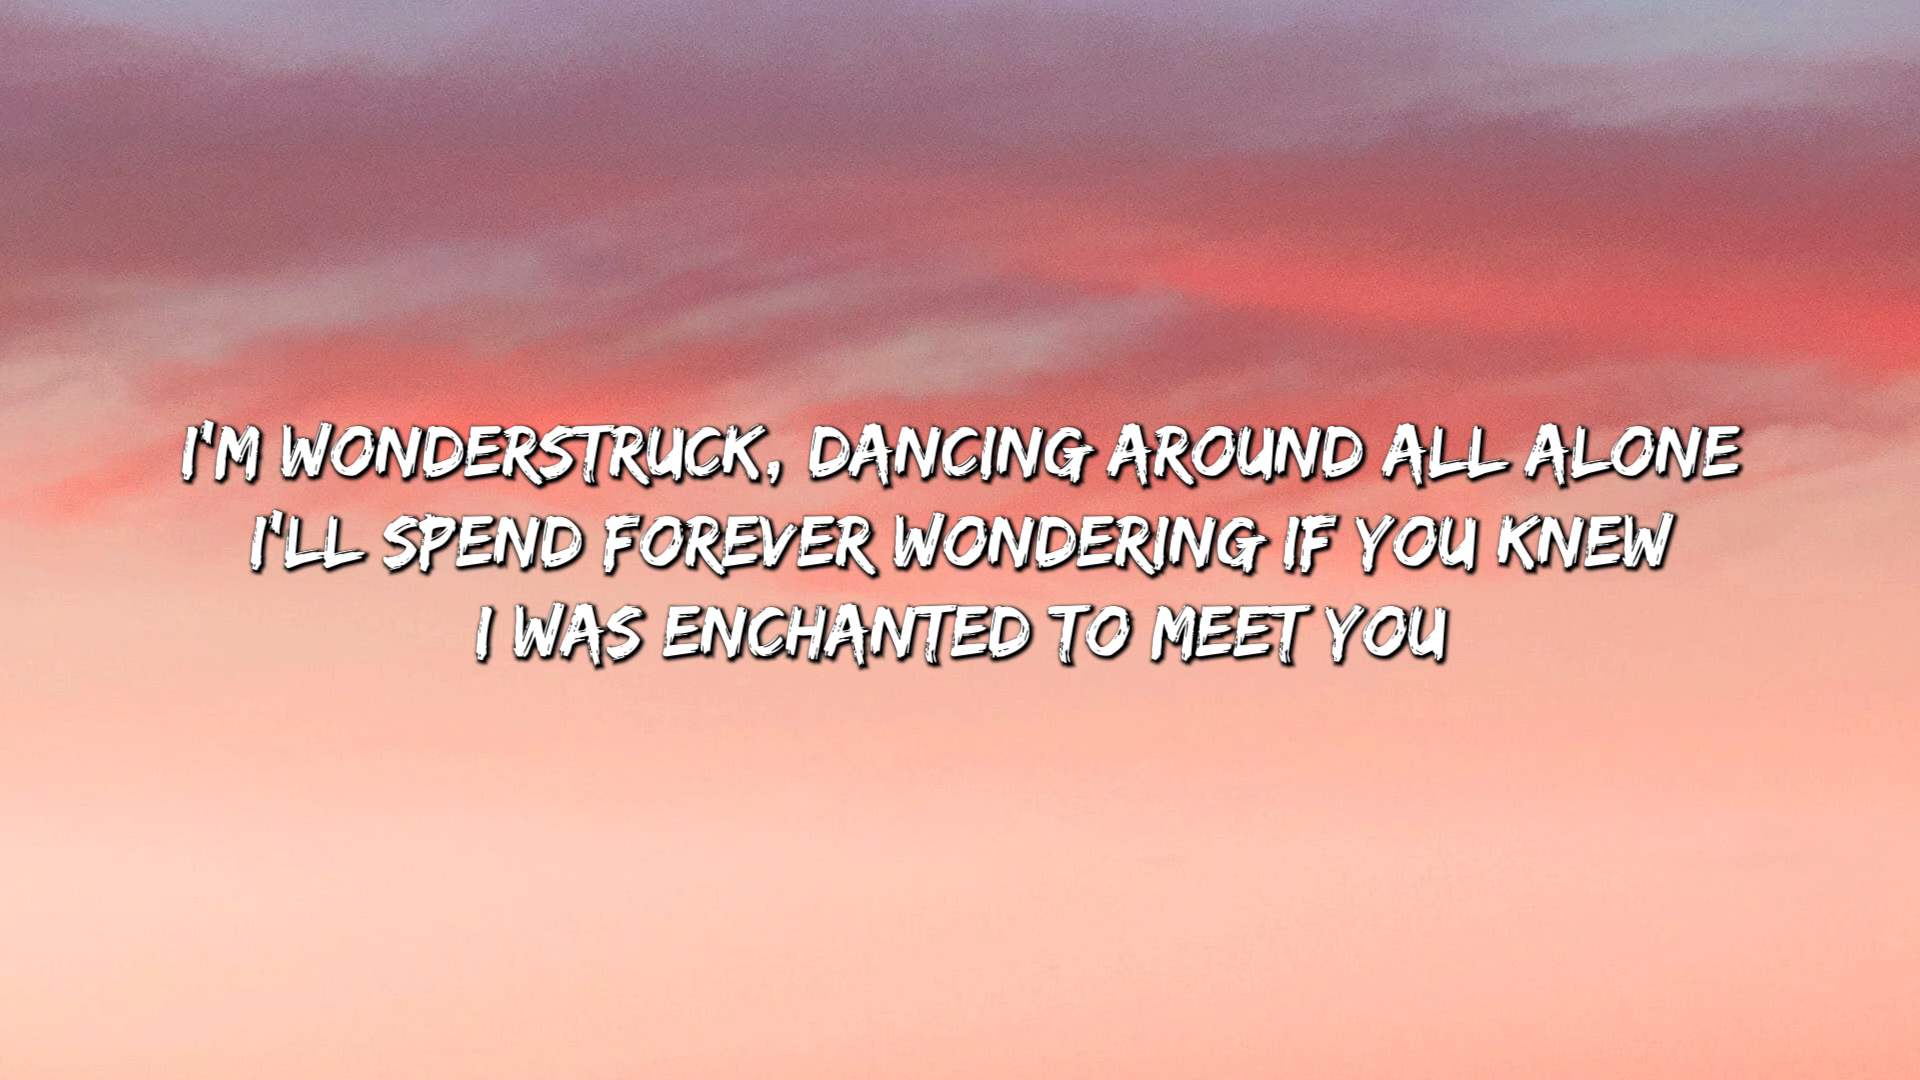 I'M WONDERSTRUCK, DANCING AROUND ALL ALONE
I'LL SPEND FOREVER WONDERING IF YOU KNEW
I WAS ENCHANTED TO MEET YOU